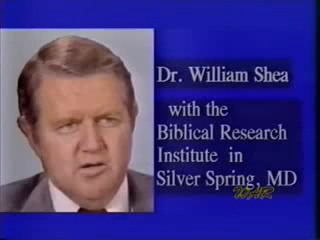 Dr. William Shea
with the
Biblical Research
Institute in
Silver Spring, MD